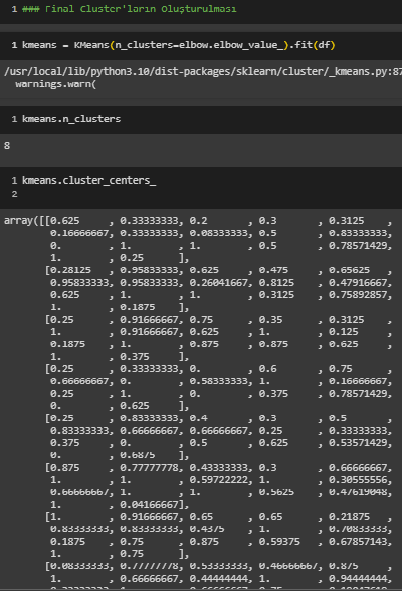 1 ### Final Cluster'ların Oluşturulması
1 kmeans = KMeans(n_clusters=elbow.elbow_value_).fit(df)
/usr/local/lib/python3.10/dist-packages/sklearn/cluster/_kmeans.py:87
warnings.warn(
1 kmeans.n_clusters
8
1 kmeans.cluster_centers_
2
array([[0.625 , 0.33333333, 0.2 , 0.3 , 0.3125 ,
0.16666667, 0.33333333, 0.08333333, 0.5 , 0.83333333,
0. , 1. , 1. , 0.5 , 0.78571429,
1. , 0.25 ],
[0.28125 , 0.95833333, 0.625 , 0.475 , 0.65625 ,
0.95833333, 0.95833333, 0.26041667, 0.8125 , 0.47916667,
0.625 , 1. , 1. , 0.3125 , 0.75892857,
1. , 0.1875 ],
[0.25 , 0.91666667, 0.75 , 0.35 , 0.3125 ,
1. , 0.91666667, 0.625 , 1. , 0.125 ,
0.1875 , 1. , 0.875 , 0.875 , 0.625 ,
1. , 0.375 ],
[0.25 , 0.33333333, 0. , 0.6 , 0.75 ,
0.66666667, 0. , 0.58333333, 1. , 0.16666667,
0.25 , 1. , 0. , 0.375 , 0.78571429,
0. , 0.625 ],
[0.25 , 0.83333333, 0.4 , 0.3 , 0.5 ,
0.83333333, 0.66666667, 0.66666667, 0.25 , 0.33333333,
0.375 , 0. , 0.5 , 0.625 , 0.53571429,
0. , 0.6875 ],
[0.875 , 0.77777778, 0.43333333, 0.3 , 0.66666667,
1. , 1. , 0.59722222, 1. , 0.30555556,
0.66666667, 1. , 1. , 0.5625 , 0.47619048,
1. , 0.04166667],
[1. , 0.91666667, 0.65 , 0.65 , 0.21875 ,
0.83333333, 0.83333333, 0.4375 , 1. , 0.70833333,
0.1875 , 0.75 , 0.875 , 0.59375 , 0.67857143,
1. , 0.75 ],
[0.08333333, 0.77777778, 0.53333333, 0.46666667, 0.875 ,
1. , 0.66666667, 0.44444444, 1. , 0.94444444,